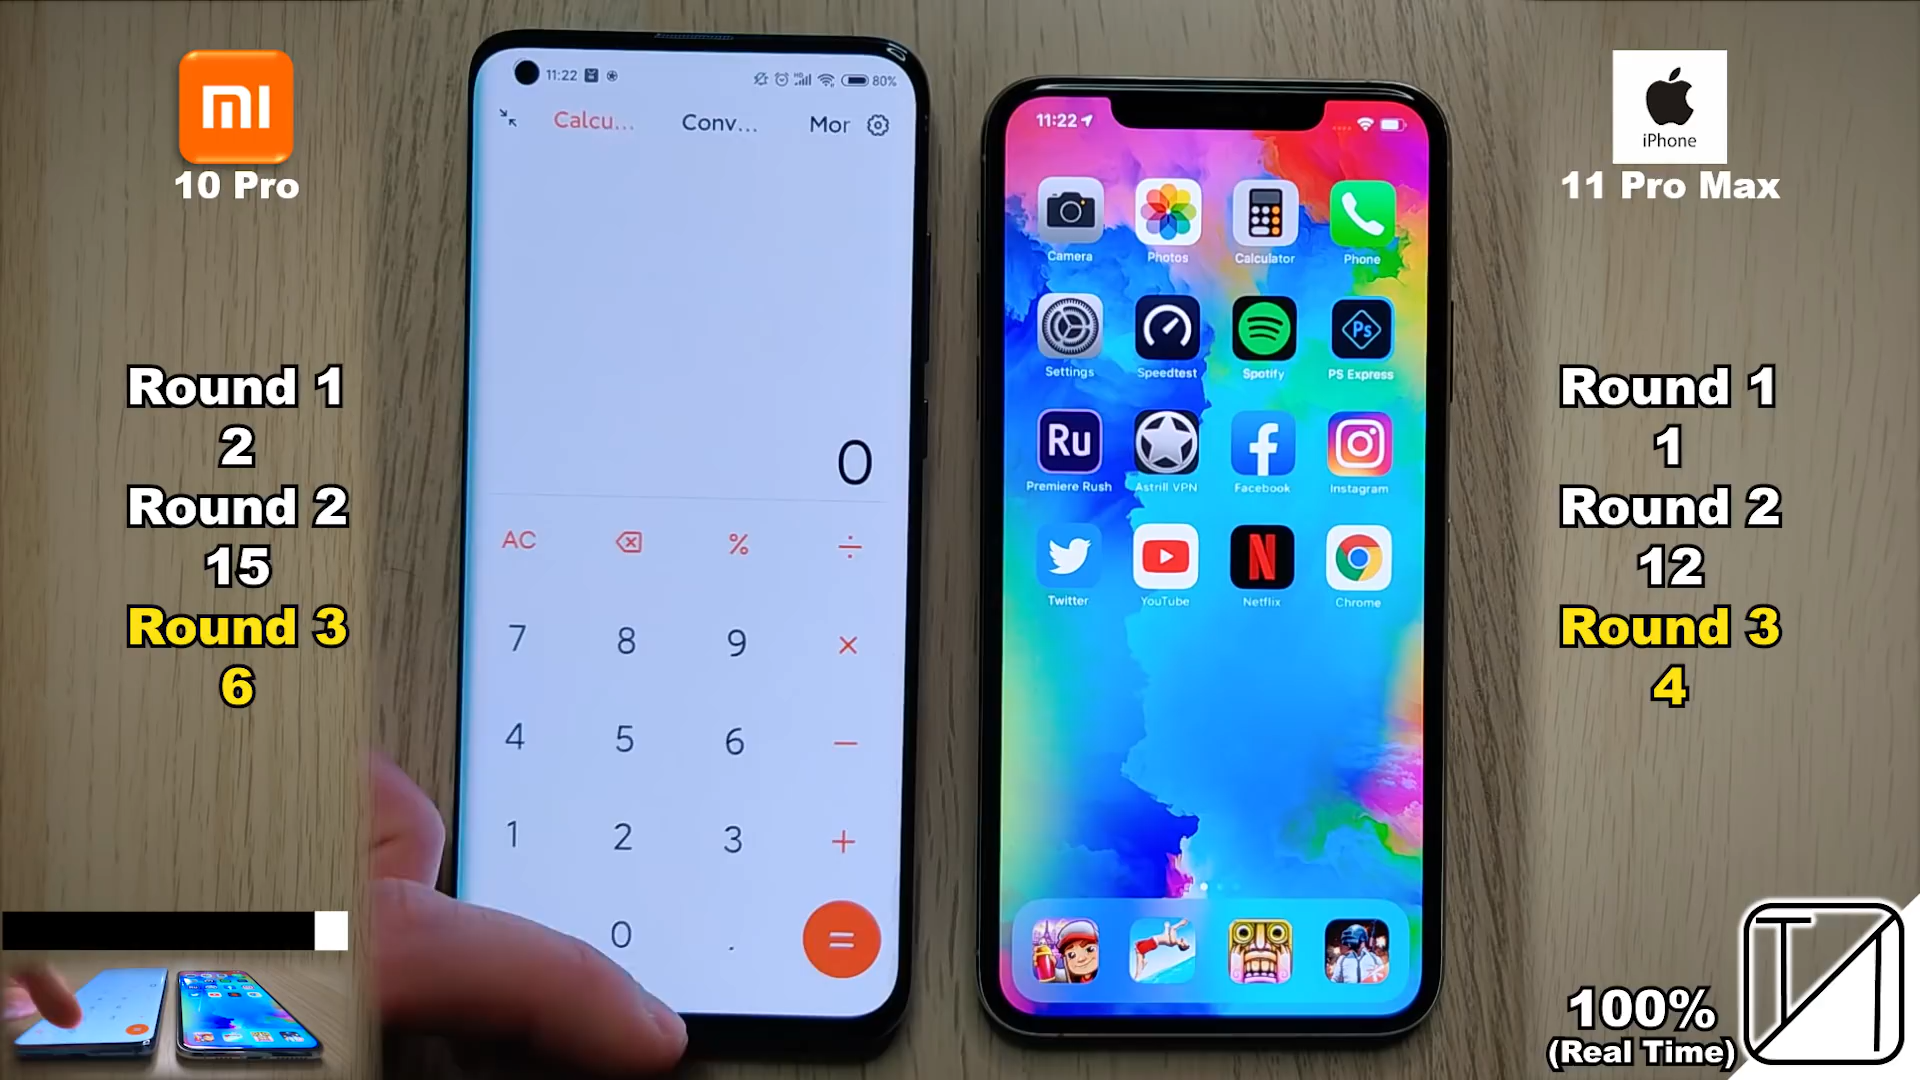 mi
10 Pro
Round 1
2
Round 2
15
Round 3
6
11:22
80%
Calcu...
Conv...
Mor
0
AC
%
÷
7
8
9
×
4
5
6
−
1
2
3
+
0
.
=
11:22
Camera
Photos
Calculator
Phone
Settings
Speedtest
Spotify
Ps
PS Express
Ru
Premiere Rush
Astrill VPN
f
Facebook
Instagram
Twitter
YouTube
N
Netflix
Chrome
iPhone
11 Pro Max
Round 1
1
Round 2
12
Round 3
4
100%
(Real Time)